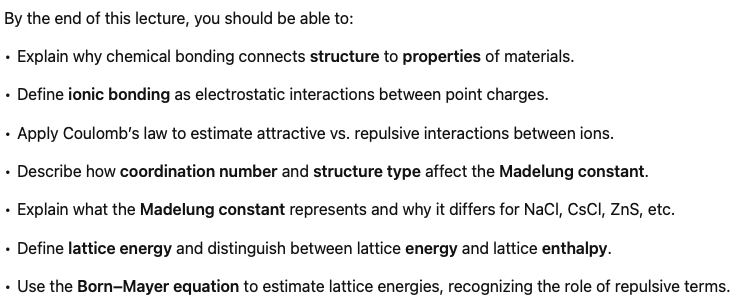 By the end of this lecture, you should be able to:
• Explain why chemical bonding connects structure to properties of materials.
• Define ionic bonding as electrostatic interactions between point charges.
• Apply Coulomb's law to estimate attractive vs. repulsive interactions between ions.
• Describe how coordination number and structure type affect the Madelung constant.
• Explain what the Madelung constant represents and why it differs for NaCl, CsCl, ZnS, etc.
• Define lattice energy and distinguish between lattice energy and lattice enthalpy.
• Use the Born–Mayer equation to estimate lattice energies, recognizing the role of repulsive terms.